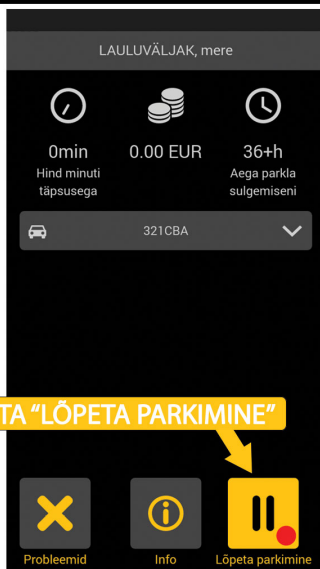 LAULUVÄLJAK, mere
0min
Hind minuti
täpsusega
0.00 EUR
36+h
Aega parkla
sulgemiseni
321CBA
TA “LÕPETA PARKIMINE”
Probleemid
Info
Lõpeta parkimine